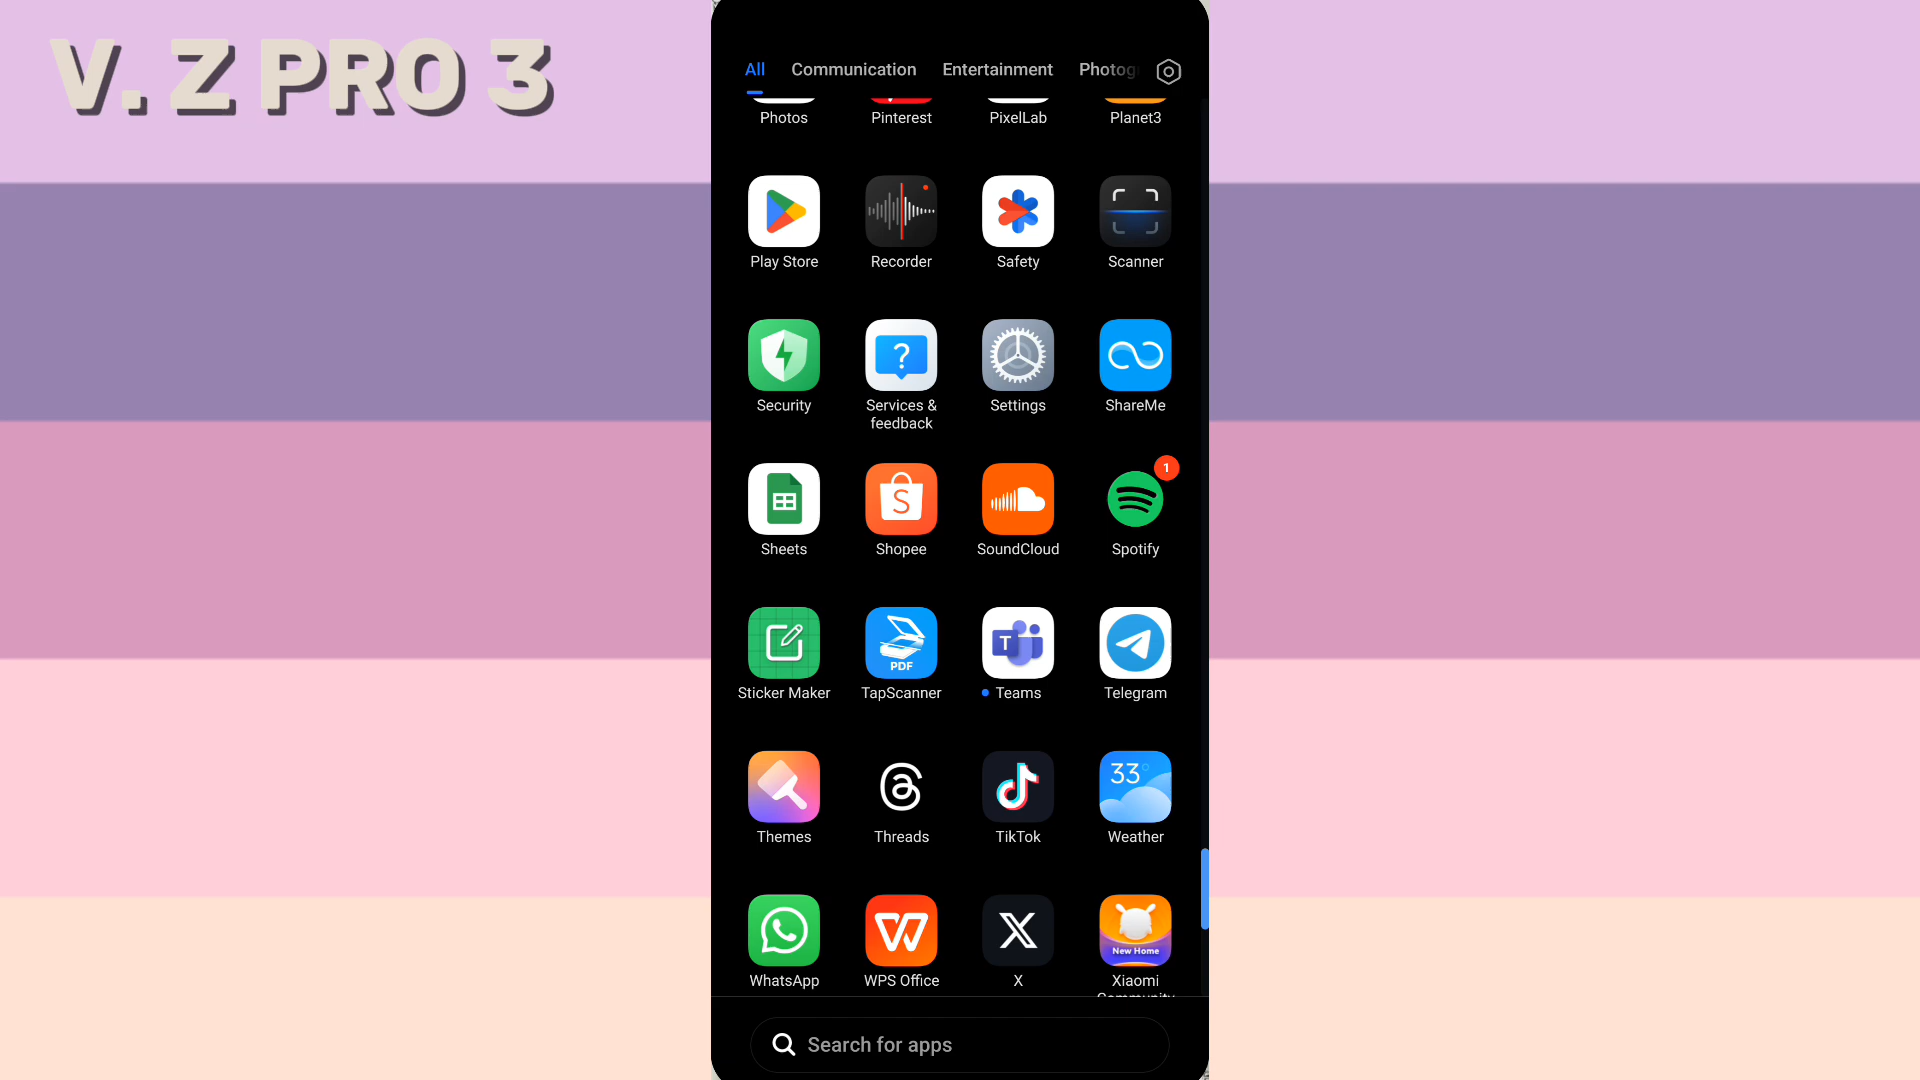 V. Z PRO 3
All Communication Entertainment Photog
Photos Pinterest PixelLab Planet3
Play Store Recorder Safety Scanner
Security Services & feedback Settings ShareMe
1
Sheets Shopee SoundCloud Spotify
PDF
T
Sticker Maker TapScanner Teams Telegram
33°
Themes Threads TikTok Weather
New Home
WhatsApp WPS Office X Xiaomi
Community
Search for apps